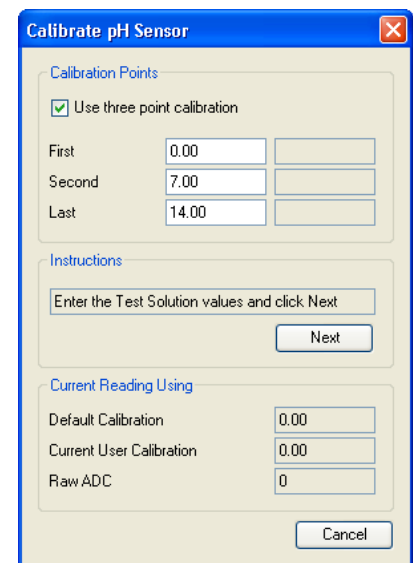 Calibrate pH Sensor
Calibration Points
Use three point calibration
First 0.00
Second 7.00
Last 14.00
Instructions
Enter the Test Solution values and click Next
Next
Current Reading Using
Default Calibration 0.00
Current User Calibration 0.00
Raw ADC 0
Cancel